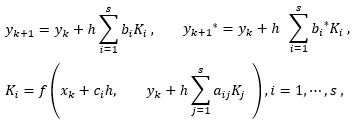 y_{k+1} = y_k + h \sum_{i=1}^{s} b_i K_i , y_{k+1}^* = y_k + h \sum_{i=1}^{s} b_i^* K_i ,
K_i = f \left( x_k + c_i h, y_k + h \sum_{j=1}^{s} a_{ij} K_j \right), i = 1, \cdots, s ,